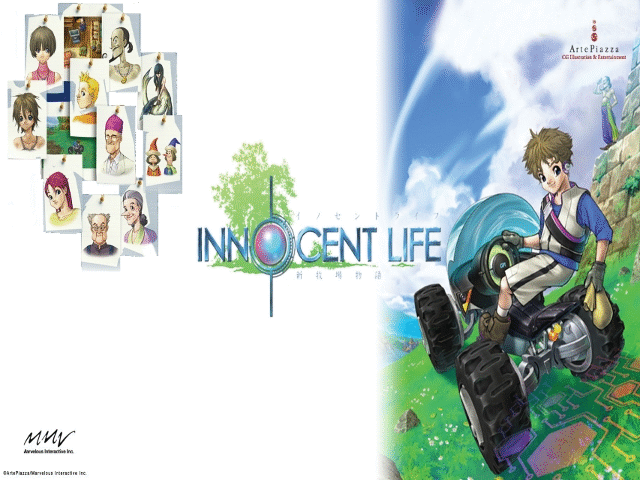 ArtePiazza
CG Illustration & Entertainment
イノセントライフ
INNOCENT LIFE
新牧場物語
MMV
Marvelous Interactive Inc.
©ArtePiazza/Marvelous Interactive Inc.